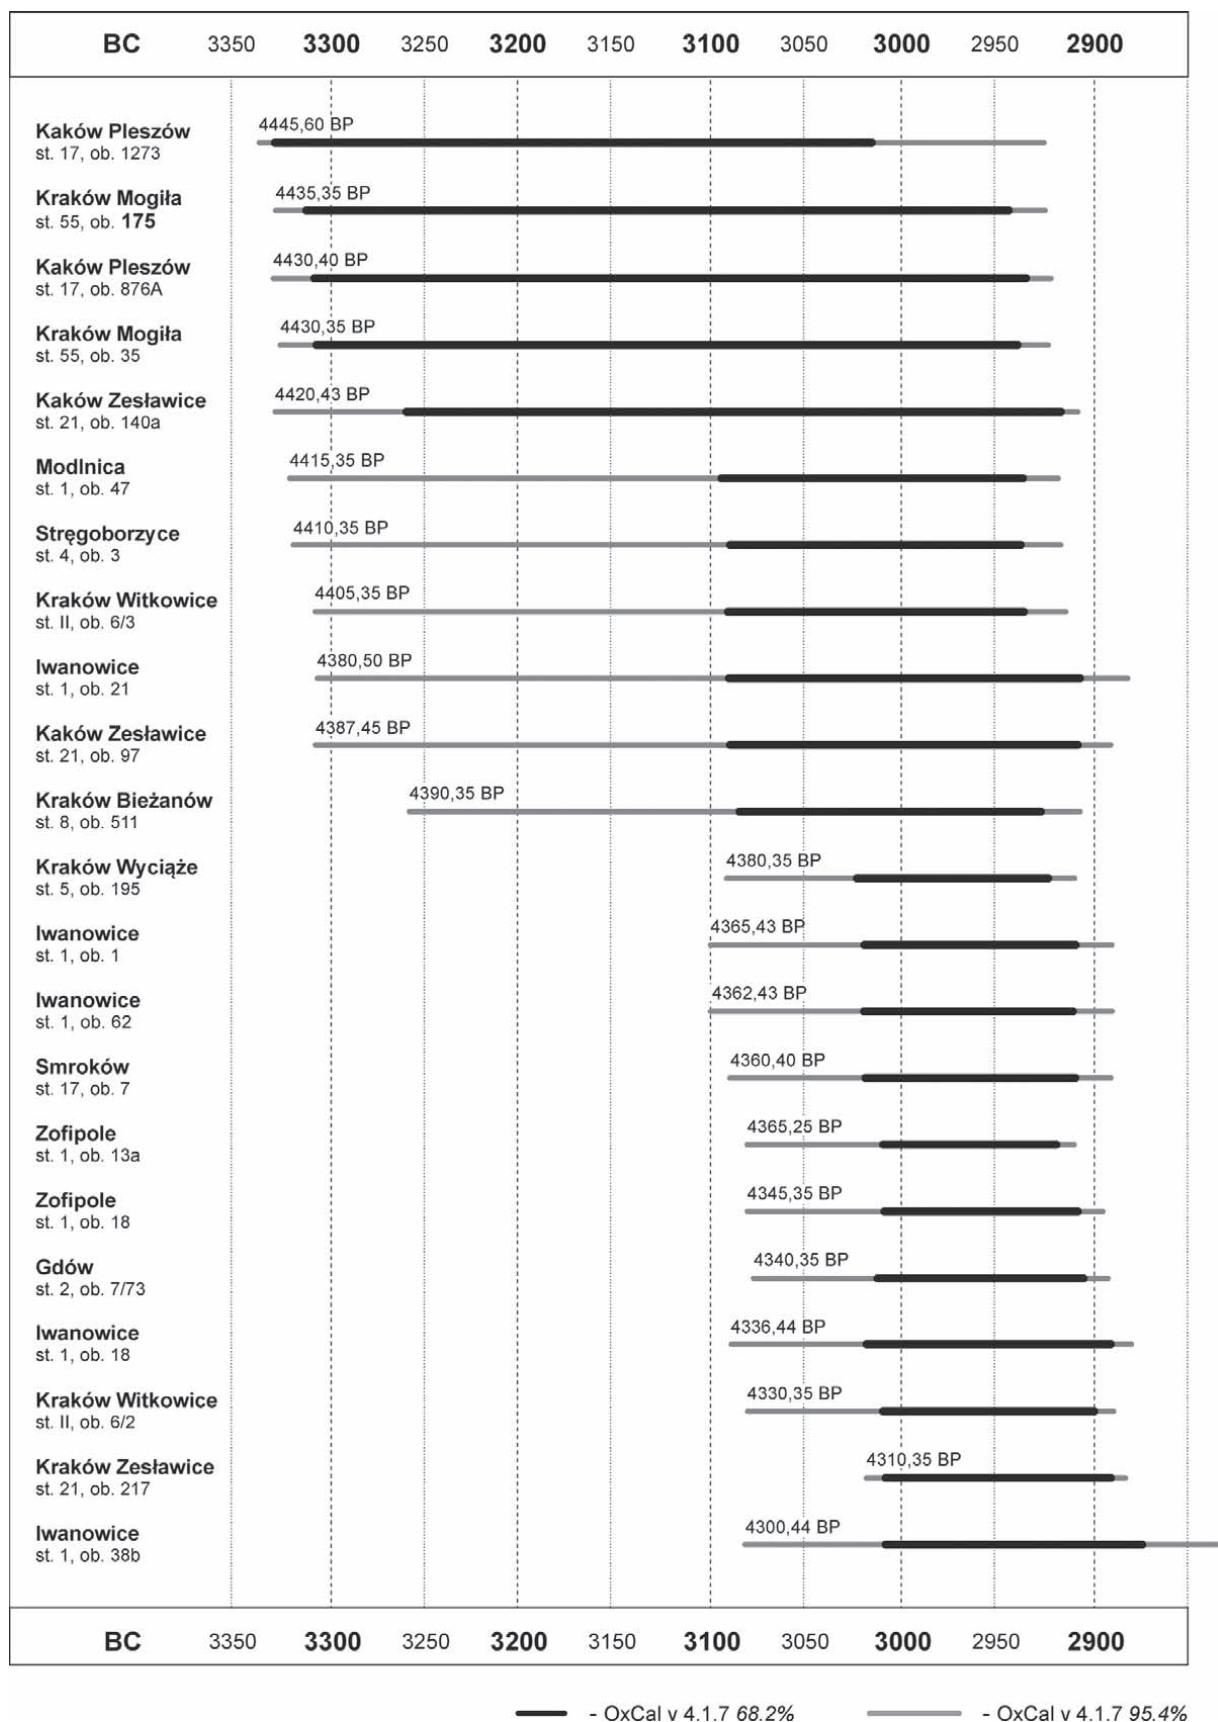 BC 3350 3300 3250 3200 3150 3100 3050 3000 2950 2900
4445,60 BP
Kaków Pleszów
st. 17, ob. 1273
4435,35 BP
Kraków Mogiła
st. 55, ob. 175
4430,40 BP
Kaków Pleszów
st. 17, ob. 876A
4430,35 BP
Kraków Mogiła
st. 55, ob. 35
4420,43 BP
Kaków Zesławice
st. 21, ob. 140a
4415,35 BP
Modlnica
st. 1, ob. 47
4410,35 BP
Stręgoborzyce
st. 4, ob. 3
4405,35 BP
Kraków Witkowice
st. II, ob. 6/3
4380,50 BP
Iwanowice
st. 1, ob. 21
4387,45 BP
Kaków Zesławice
st. 21, ob. 97
4390,35 BP
Kraków Bieżanów
st. 8, ob. 511
4380,35 BP
Kraków Wyciąże
st. 5, ob. 195
4365,43 BP
Iwanowice
st. 1, ob. 1
4362,43 BP
Iwanowice
st. 1, ob. 62
4360,40 BP
Smroków
st. 17, ob. 7
4365,25 BP
Zofipole
st. 1, ob. 13a
4345,35 BP
Zofipole
st. 1, ob. 18
4340,35 BP
Gdów
st. 2, ob. 7/73
4336,44 BP
Iwanowice
st. 1, ob. 18
4330,35 BP
Kraków Witkowice
st. II, ob. 6/2
4310,35 BP
Kraków Zesławice
st. 21, ob. 217
4300,44 BP
Iwanowice
st. 1, ob. 38b
BC 3350 3300 3250 3200 3150 3100 3050 3000 2950 2900
- OxCal v 4.1.7 68.2% - OxCal v 4.1.7 95.4%